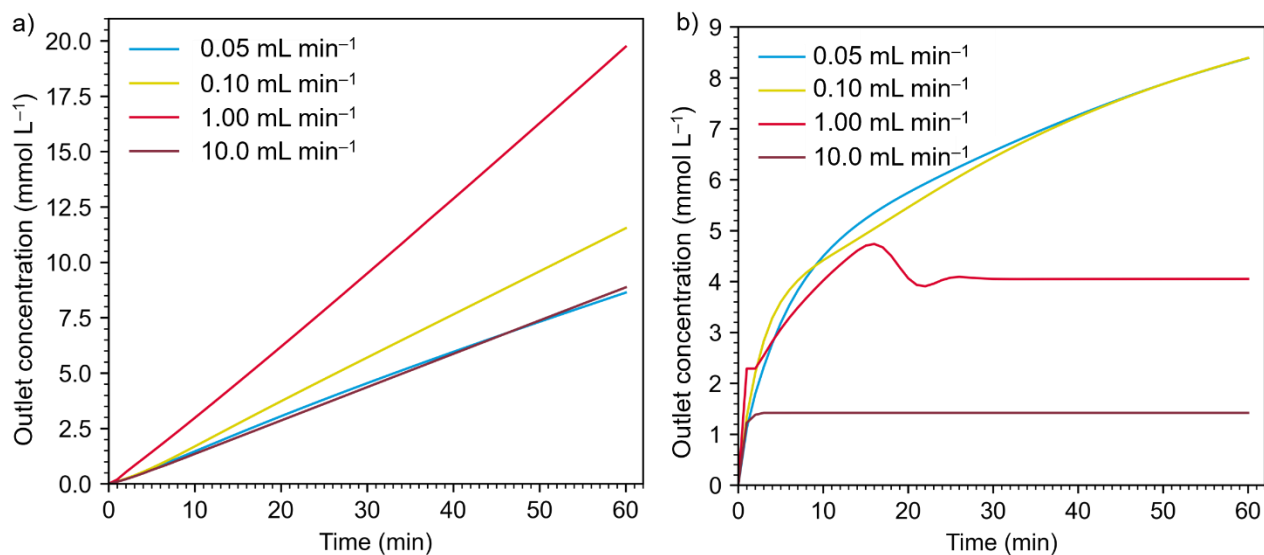 a)
Outlet concentration (mmol L⁻¹)
20.0
17.5
15.0
12.5
10.0
7.5
5.0
2.5
0.0
0.05 mL min⁻¹
0.10 mL min⁻¹
1.00 mL min⁻¹
10.0 mL min⁻¹
0 10 20 30 40 50 60
Time (min)
b)
Outlet concentration (mmol L⁻¹)
9
8
7
6
5
4
3
2
1
0
0.05 mL min⁻¹
0.10 mL min⁻¹
1.00 mL min⁻¹
10.0 mL min⁻¹
0 10 20 30 40 50 60
Time (min)